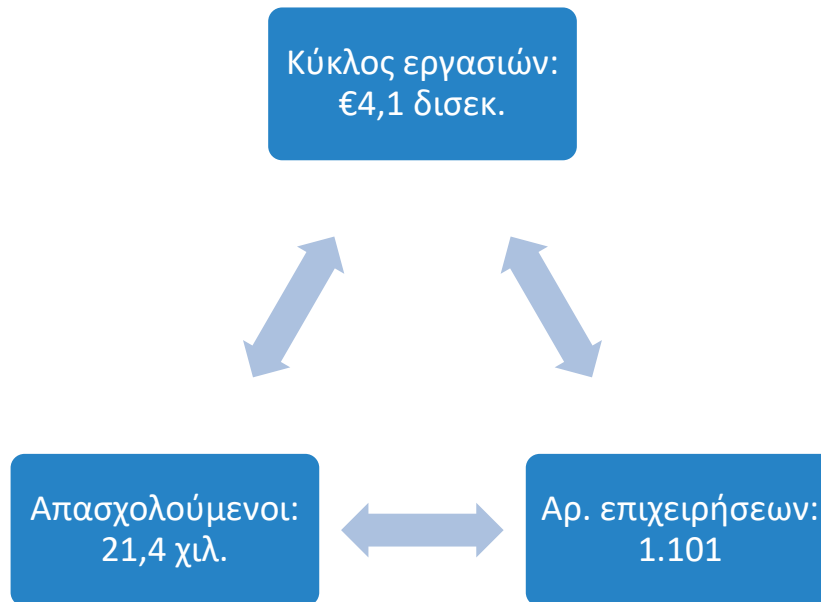 Κύκλος εργασιών:
€4,1 δισεκ.
Απασχολούμενοι:
21,4 χιλ.
Αρ. επιχειρήσεων:
1.101